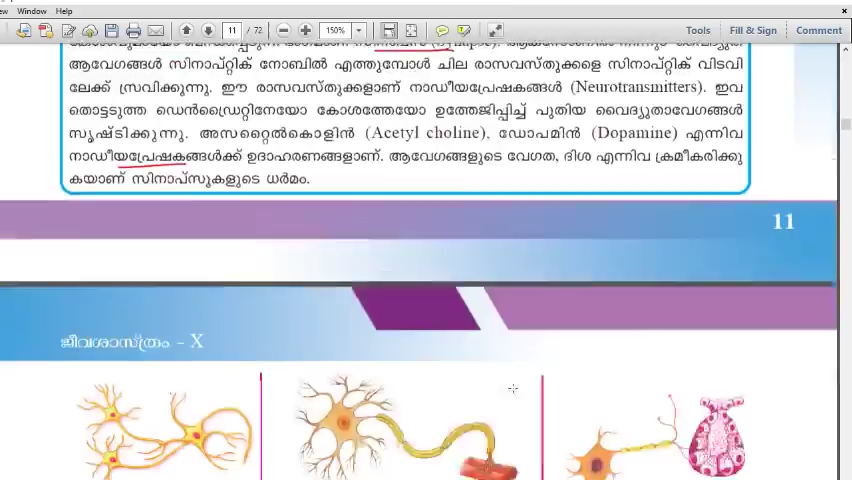 Window Help
11 / 72 150% Tools Fill & Sign Comment
ആവേഗങ്ങൾ സിനാപ്റ്റിക് നോബിൽ എത്തുമ്പോൾ ചില രാസവസ്തുക്കളെ സിനാപ്റ്റിക് വിടവി
ലേക്ക് സ്രവിക്കുന്നു. ഈ രാസവസ്തുക്കളാണ് നാഡീയപ്രേഷകങ്ങൾ (Neurotransmitters). ഇവ
തൊട്ടടുത്ത ഡെൻഡ്രൈറ്റിനേയോ കോശത്തേയോ ഉത്തേജിപ്പിച്ച് പുതിയ വൈദ്യുതാവേഗങ്ങൾ
സൃഷ്ടിക്കുന്നു. അസറ്റൈൽകൊളിൻ (Acetyl choline), ഡോപമിൻ (Dopamine) എന്നിവ
നാഡീയപ്രേഷകങ്ങൾക്ക് ഉദാഹരണങ്ങളാണ്. ആവേഗങ്ങളുടെ വേഗത, ദിശ എന്നിവ ക്രമീകരിക്കു
കയാണ് സിനാപ്സുകളുടെ ധർമം.
11
ജീവശാസ്ത്രം – X